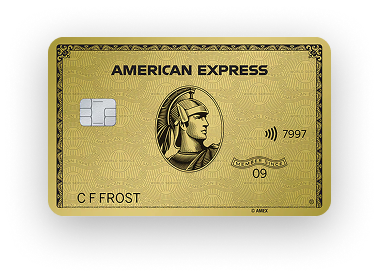 AMERICAN EXPRESS
7997
MEMBER SINCE
09
C F FROST
© AMEX